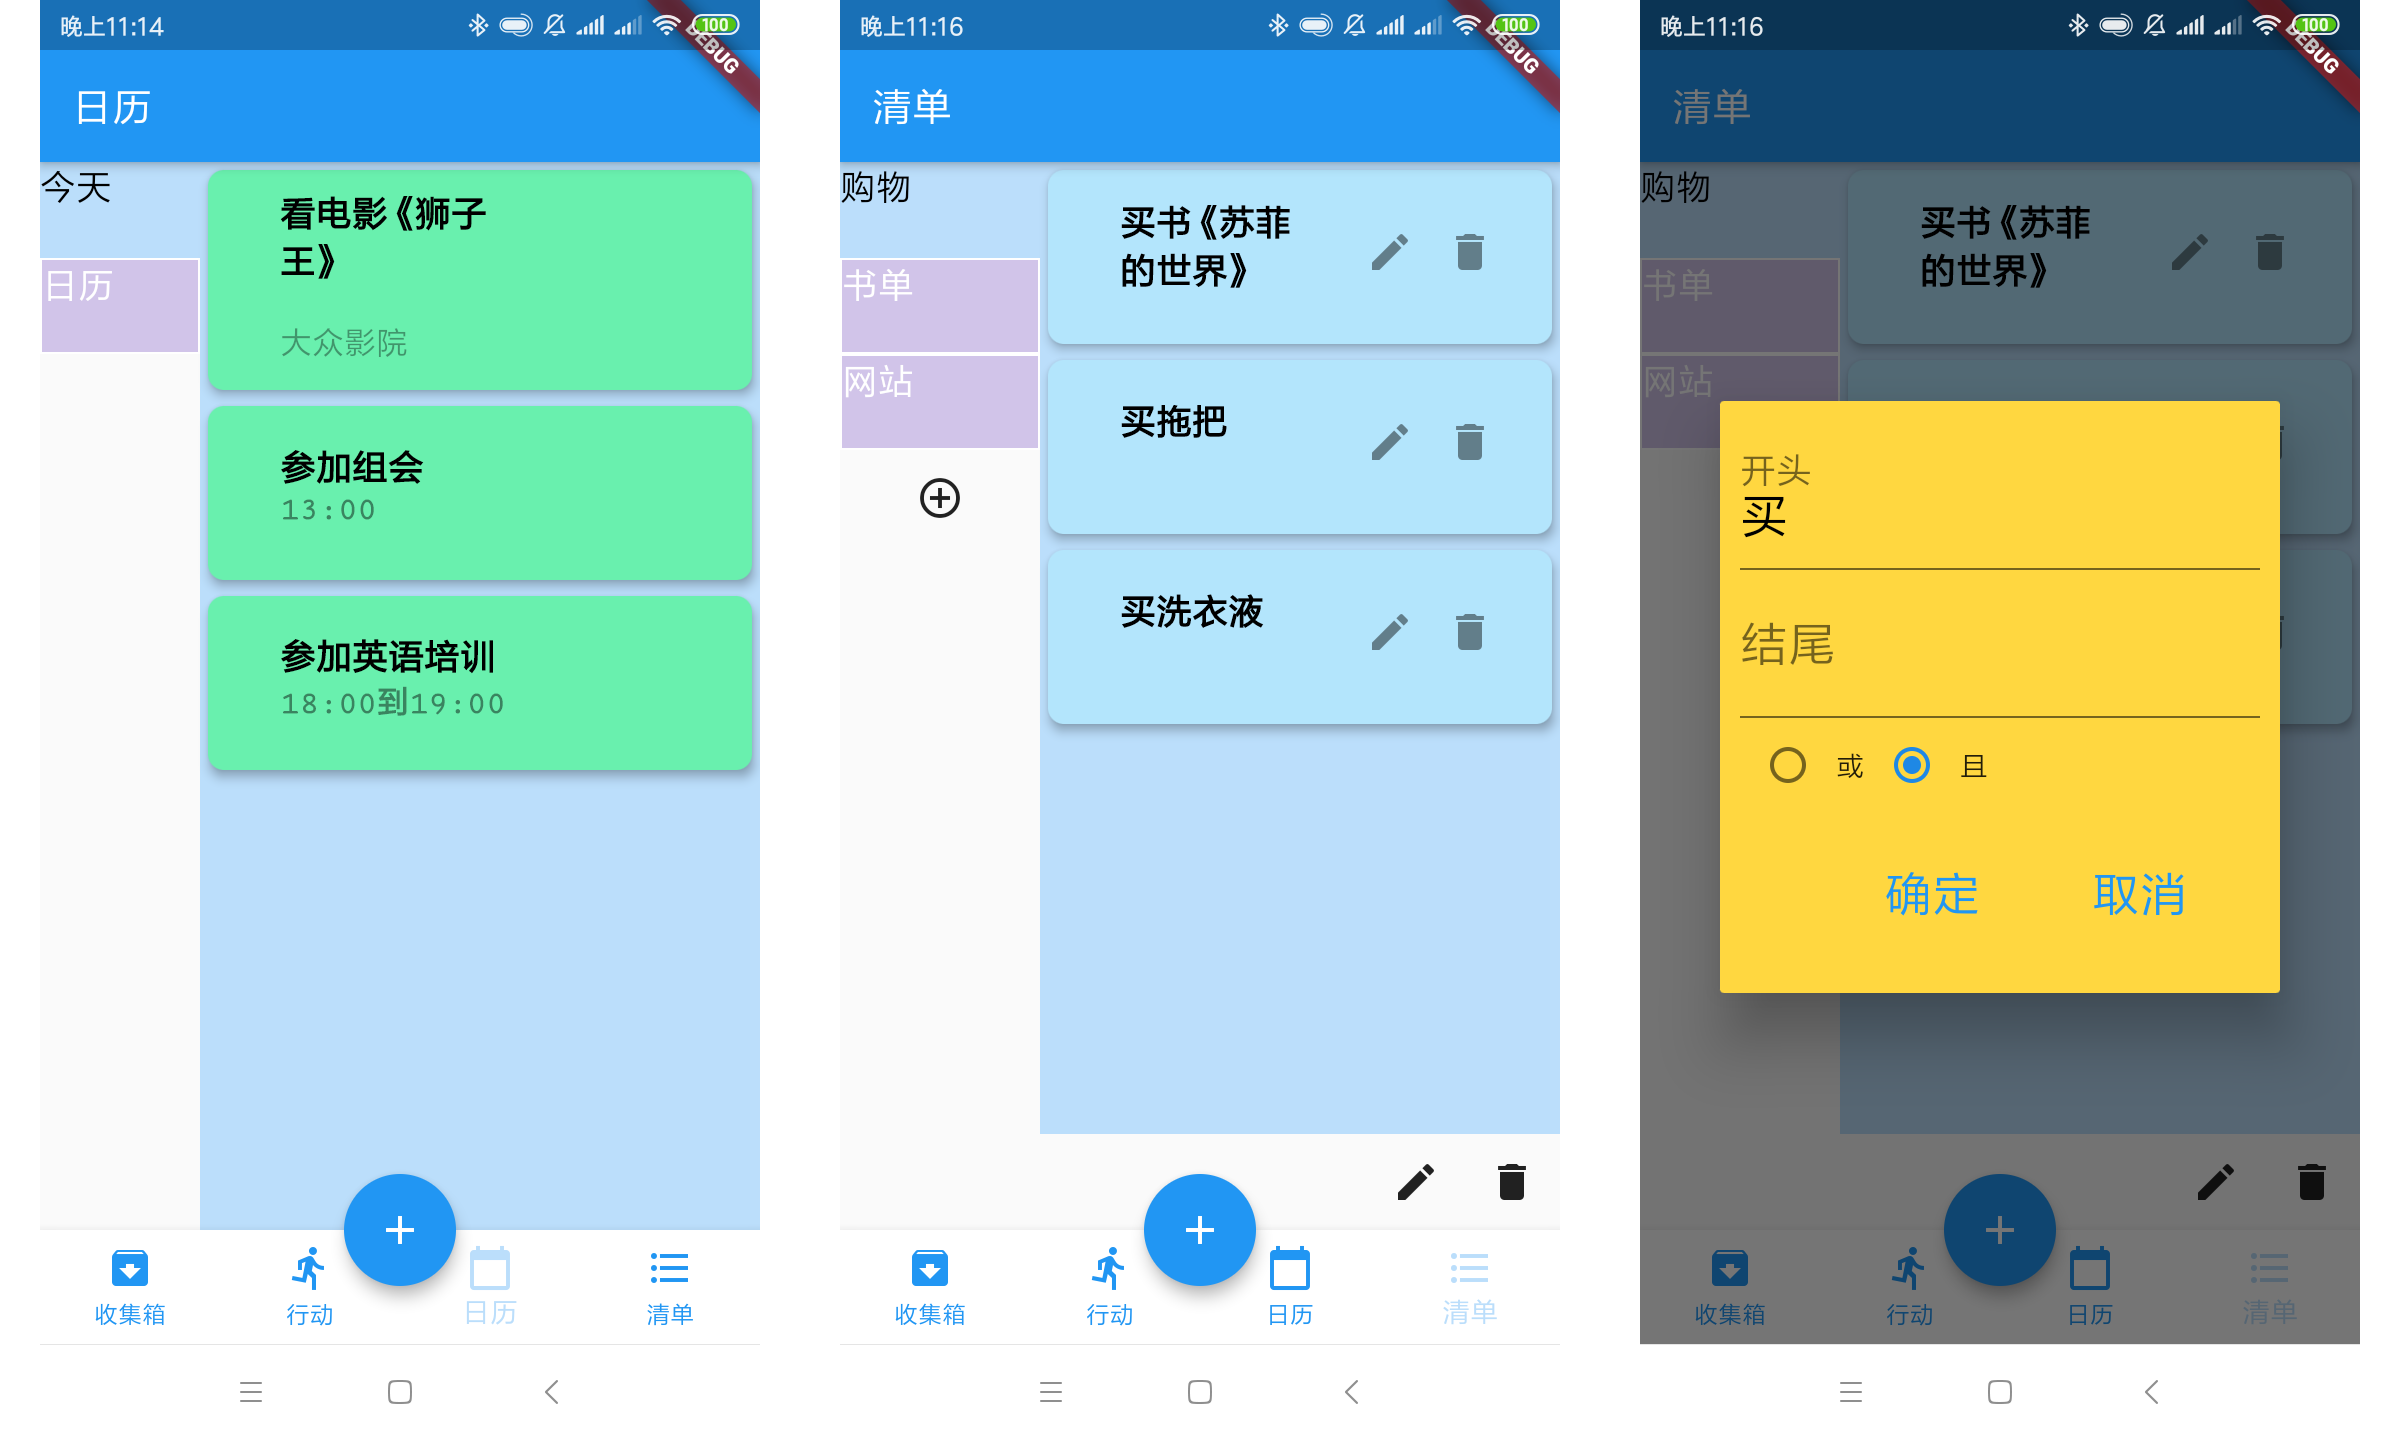 晚上11:14
100
DEBUG
日历
今天
日历
看电影《狮子
王》
大众影院
参加组会
13:00
参加英语培训
18:00到19:00
收集箱
行动
日历
清单
晚上11:16
100
DEBUG
清单
购物
书单
网站
买书《苏菲
的世界》
买拖把
买洗衣液
收集箱
行动
日历
清单
晚上11:16
100
DEBUG
清单
购物
书单
网站
买书《苏菲
的世界》
开头
买
结尾
或
且
确定
取消
收集箱
行动
日历
清单